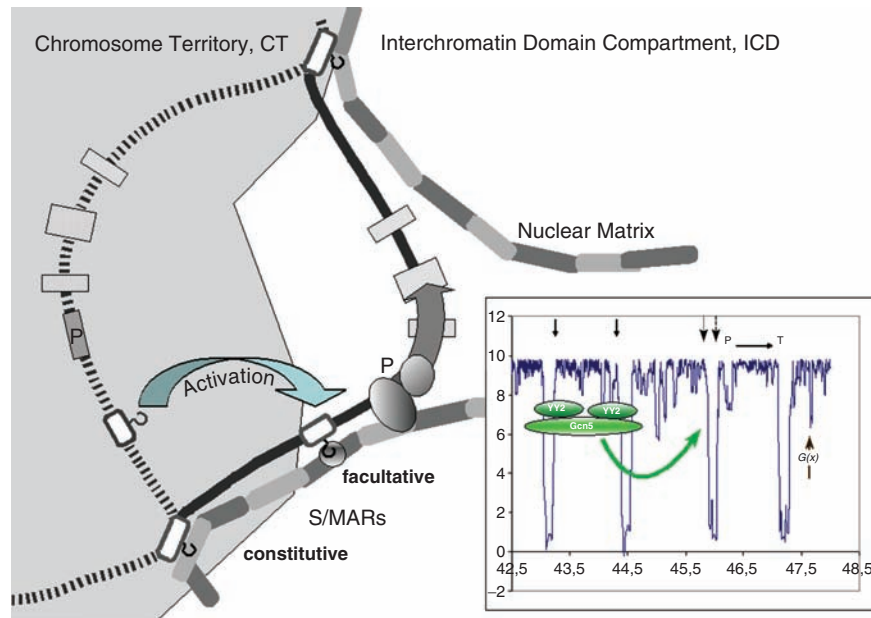 Chromosome Territory, CT
Interchromatin Domain Compartment, ICD
Nuclear Matrix
P
Activation
P
facultative
S/MARs
constitutive
12
10
8
6
4
2
0
−2
42,5 43,5 44,5 45,5 46,5 47,5 48,5
P T
YY2 YY2
Gcn5
G(x)